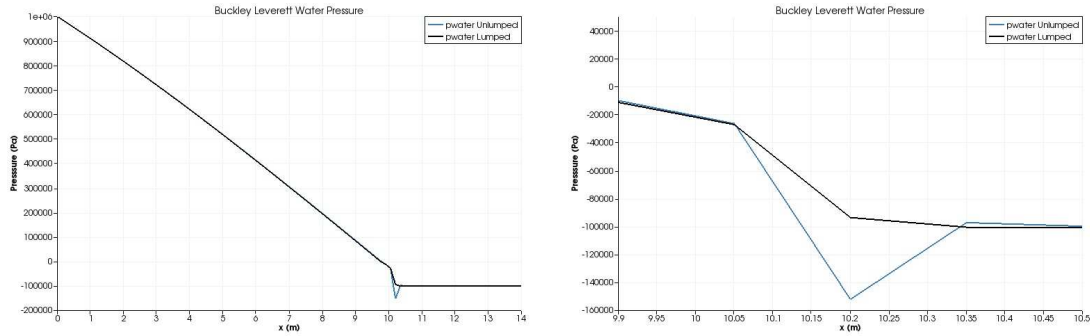 Buckley Leverett Water Pressure
pwater Unlumped
pwater Lumped
1e+06
900000
800000
700000
600000
500000
400000
300000
200000
100000
0
-100000
-200000
Presssure (Pa)
0 1 2 3 4 5 6 7 8 9 10 11 12 13 14
x (m)
Buckley Leverett Water Pressure
pwater Unlumped
pwater Lumped
40000
20000
0
-20000
-40000
-60000
-80000
-100000
-120000
-140000
-160000
Presssure (Pa)
9.9 9.95 10 10.05 10.1 10.15 10.2 10.25 10.3 10.35 10.4 10.45 10.5
x (m)